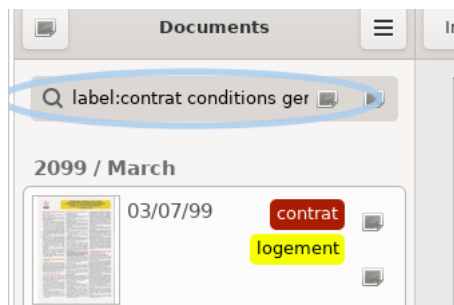 Documents
label:contrat conditions ger
2099 / March
03/07/99
contrat
logement